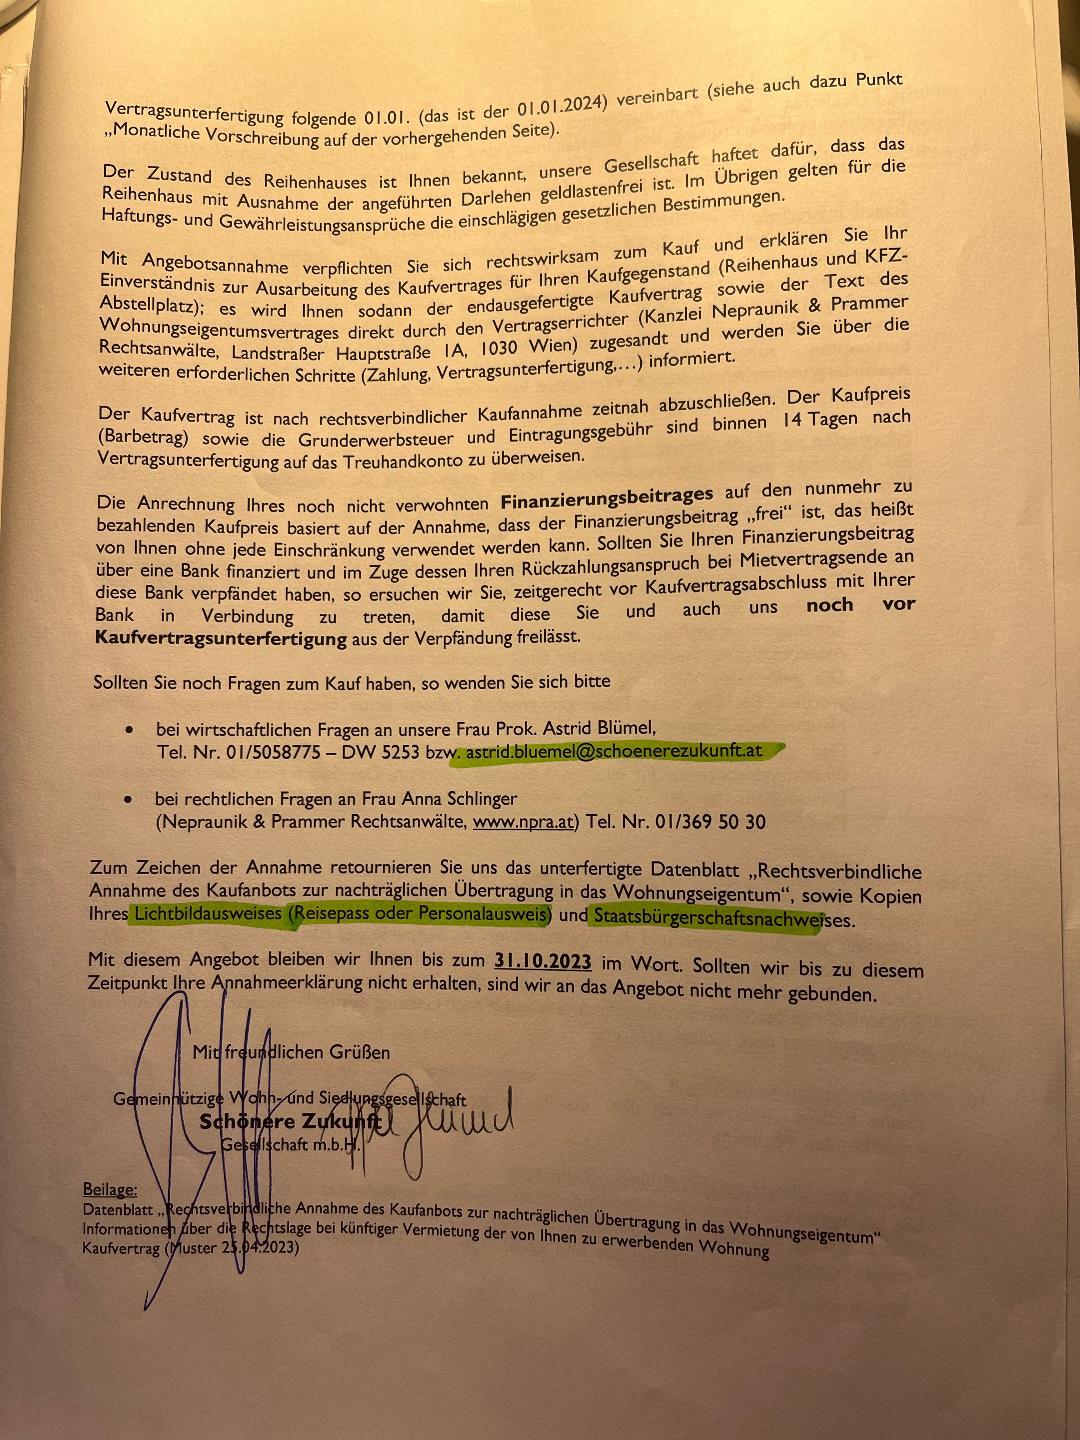 Vertragsunterfertigung folgende 01.01. (das ist der 01.01.2024) vereinbart (siehe auch dazu Punkt
„Monatliche Vorschreibung auf der vorhergehenden Seite).
Der Zustand des Reihenhauses ist Ihnen bekannt, unsere Gesellschaft haftet dafür, dass das
Reihenhaus mit Ausnahme der angeführten Darlehen geldlastenfrei ist. Im Übrigen gelten für die
Haftungs- und Gewährleistungsansprüche die einschlägigen gesetzlichen Bestimmungen.
Mit Angebotsannahme verpflichten Sie sich rechtswirksam zum Kauf und erklären Sie Ihr
Einverständnis zur Ausarbeitung des Kaufvertrages für Ihren Kaufgegenstand (Reihenhaus und KFZ-
Abstellplatz); es wird Ihnen sodann der endausgefertigte Kaufvertrag sowie der Text des
Wohnungseigentumsvertrages direkt durch den Vertragserrichter (Kanzlei Nepraunik & Prammer
Rechtsanwälte, Landstraßer Hauptstraße 1A, 1030 Wien) zugesandt und werden Sie über die
weiteren erforderlichen Schritte (Zahlung, Vertragsunterfertigung,…) informiert.
Der Kaufvertrag ist nach rechtsverbindlicher Kaufannahme zeitnah abzuschließen. Der Kaufpreis
(Barbetrag) sowie die Grunderwerbsteuer und Eintragungsgebühr sind binnen 14 Tagen nach
Vertragsunterfertigung auf das Treuhandkonto zu überweisen.
Die Anrechnung Ihres noch nicht verwohnten Finanzierungsbeitrages auf den nunmehr zu
bezahlenden Kaufpreis basiert auf der Annahme, dass der Finanzierungsbeitrag „frei“ ist, das heißt
von Ihnen ohne jede Einschränkung verwendet werden kann. Sollten Sie Ihren Finanzierungsbeitrag
über eine Bank finanziert und im Zuge dessen Ihren Rückzahlungsanspruch bei Mietvertragsende an
diese Bank verpfändet haben, so ersuchen wir Sie, zeitgerecht vor Kaufvertragsabschluss mit Ihrer
Bank in Verbindung zu treten, damit diese Sie und auch uns noch vor
Kaufvertragsunterfertigung aus der Verpfändung freilässt.
Sollten Sie noch Fragen zum Kauf haben, so wenden Sie sich bitte
• bei wirtschaftlichen Fragen an unsere Frau Prok. Astrid Blümel,
Tel. Nr. 01/5058775 – DW 5253 bzw. astrid.bluemel@schoenerezukunft.at
• bei rechtlichen Fragen an Frau Anna Schlinger
(Nepraunik & Prammer Rechtsanwälte, www.npra.at) Tel. Nr. 01/369 50 30
Zum Zeichen der Annahme retournieren Sie uns das unterfertigte Datenblatt „Rechtsverbindliche
Annahme des Kaufanbots zur nachträglichen Übertragung in das Wohnungseigentum“, sowie Kopien
Ihres Lichtbildausweises (Reisepass oder Personalausweis) und Staatsbürgerschaftsnachweises.
Mit diesem Angebot bleiben wir Ihnen bis zum 31.10.2023 im Wort. Sollten wir bis zu diesem
Zeitpunkt Ihre Annahmeerklärung nicht erhalten, sind wir an das Angebot nicht mehr gebunden.
Mit freundlichen Grüßen
Gemeinnützige Wohn- und Siedlungsgesellschaft
Schönere Zukunft
Gesellschaft m.b.H.
Beilage:
Datenblatt „Rechtsverbindliche Annahme des Kaufanbots zur nachträglichen Übertragung in das Wohnungseigentum“
Informationen über die Rechtslage bei künftiger Vermietung der von Ihnen zu erwerbenden Wohnung
Kaufvertrag (Muster 25.04.2023)